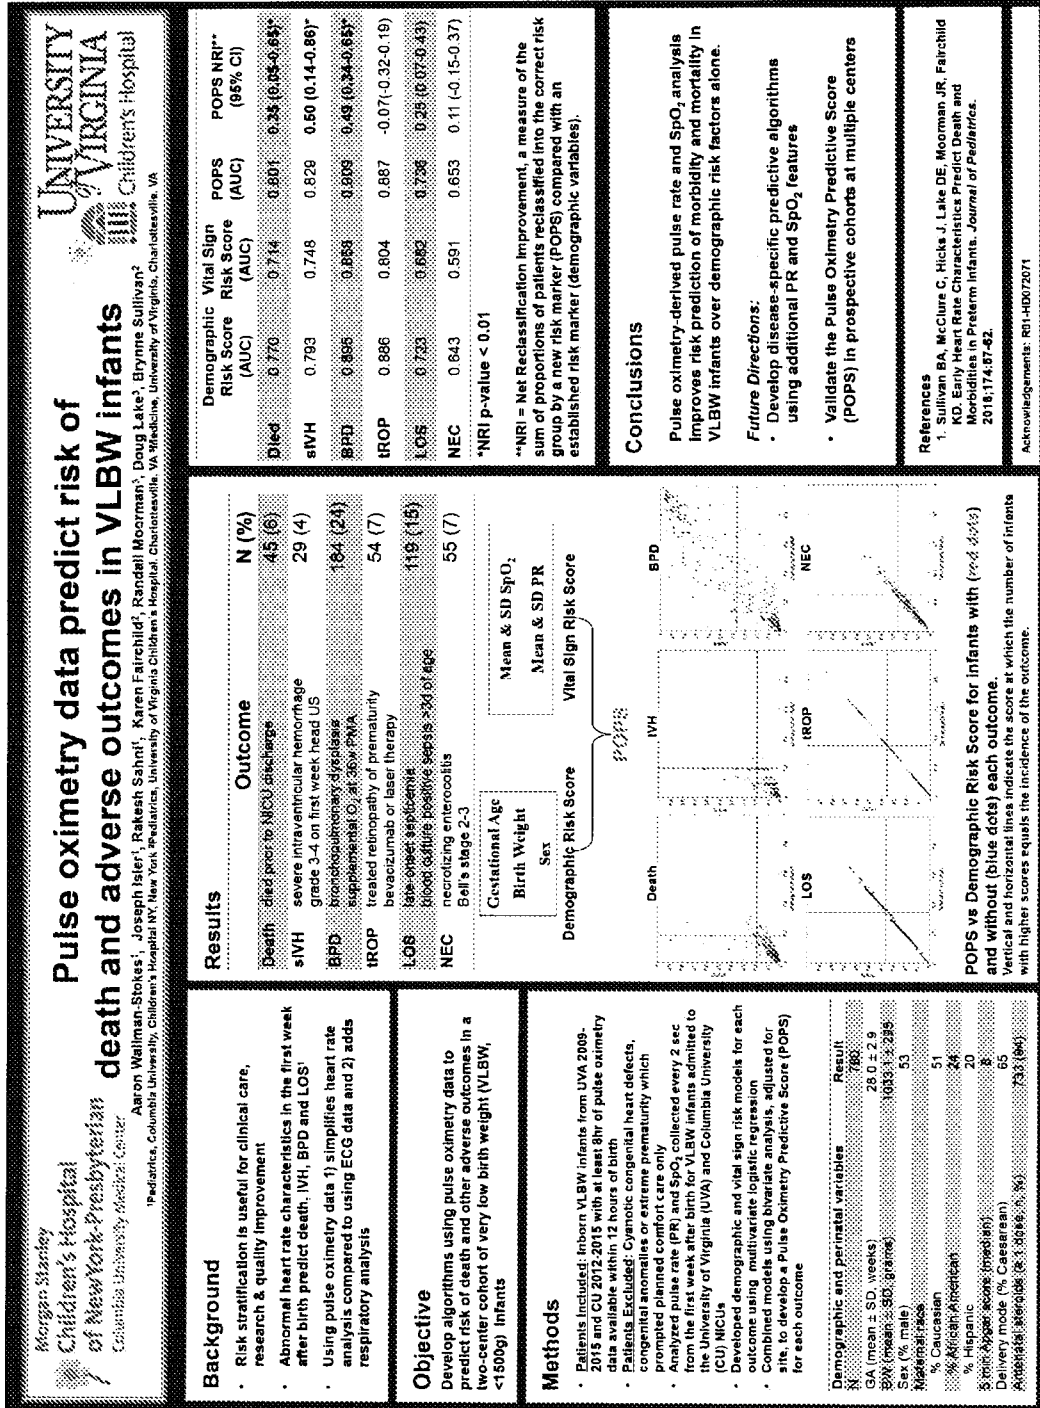 Morgan Stanley
Children's Hospital
of NewYork-Presbyterian
Columbia University Medical Center
Pulse oximetry data predict risk of
death and adverse outcomes in VLBW infants
UNIVERSITY
of VIRGINIA
Children's Hospital
Aaron Wallman-Stokes¹, Joseph Isler¹, Rakesh Sahni¹, Karen Fairchild², Randall Moorman³, Doug Lake³, Brynne Sullivan²
¹Pediatrics, Columbia University, Children's Hospital NY, New York ²Pediatrics, University of Virginia Children's Hospital, Charlottesville, VA ³Medicine, University of Virginia, Charlottesville, VA
Background
• Risk stratification is useful for clinical care,
research & quality improvement
• Abnormal heart rate characteristics in the first week
after birth predict death, IVH, BPD and LOS¹
• Using pulse oximetry data 1) simplifies heart rate
analysis compared to using ECG data and 2) adds
respiratory analysis
Objective
Develop algorithms using pulse oximetry data to
predict risk of death and other adverse outcomes in a
two-center cohort of very low birth weight (VLBW,
<1500g) infants
Methods
• Patients Included: Inborn VLBW infants from UVA 2009-
2015 and CU 2012-2015 with at least 8hr of pulse oximetry
data available within 12 hours of birth
• Patients Excluded: Cyanotic congenital heart defects,
congenital anomalies or extreme prematurity which
prompted planned comfort care only
• Analyzed pulse rate (PR) and SpO₂ collected every 2 sec
from the first week after birth for VLBW infants admitted to
the University of Virginia (UVA) and Columbia University
(CU) NICUs
• Developed demographic and vital sign risk models for each
outcome using multivariate logistic regression
• Combined models using bivariate analysis, adjusted for
site, to develop a Pulse Oximetry Predictive Score (POPS)
for each outcome
Demographic and perinatal variables Result
N 760
GA (mean ± SD, weeks) 28.0 ± 2.9
BW (mean ± SD, grams) 1033.1 ± 295
Sex (% male) 53
Maternal race
% Caucasian 51
% African American 24
% Hispanic 20
5 min Apgar score (median) 8
Delivery mode (% Caesarean) 65
Antenatal steroids (≥ 1 dose, n %) 733 (94)
Results
Outcome N (%)
Death died prior to NICU discharge 45 (6)
sIVH severe intraventricular hemorrhage 29 (4)
grade 3-4 on first week head US
BPD bronchopulmonary dysplasia 184 (24)
supplemental O₂ at 36w PMA
tROP treated retinopathy of prematurity 54 (7)
bevacizumab or laser therapy
LOS late-onset septicemia 119 (15)
blood culture positive sepsis >3d of age
NEC necrotizing enterocolitis 55 (7)
Bell's stage 2-3
Gestational Age
Birth Weight
Sex
Mean & SD SpO₂
Mean & SD PR
Demographic Risk Score Vital Sign Risk Score
POPS
Death IVH BPD
LOS tROP NEC
POPS vs Demographic Risk Score for infants with (red dots)
and without (blue dots) each outcome.
Vertical and horizontal lines indicate the score at which the number of infants
with higher scores equals the incidence of the outcome.
Demographic Risk Score (AUC) Vital Sign Risk Score (AUC) POPS (AUC) POPS NRI** (95% CI)
Died 0.770 0.714 0.801 0.35 (0.05-0.65)*
sIVH 0.793 0.748 0.829 0.50 (0.14-0.86)*
BPD 0.895 0.858 0.909 0.49 (0.34-0.65)*
tROP 0.886 0.804 0.887 -0.07(-0.32-0.19)
LOS 0.733 0.682 0.736 0.25 (0.07-0.43)
NEC 0.643 0.591 0.653 0.11 (-0.15-0.37)
*NRI p-value < 0.01
**NRI = Net Reclassification Improvement, a measure of the
sum of proportions of patients reclassified into the correct risk
group by a new risk marker (POPS) compared with an
established risk marker (demographic variables).
Conclusions
Pulse oximetry-derived pulse rate and SpO₂ analysis
improves risk prediction of morbidity and mortality in
VLBW infants over demographic risk factors alone.
Future Directions:
• Develop disease-specific predictive algorithms
using additional PR and SpO₂ features
• Validate the Pulse Oximetry Predictive Score
(POPS) in prospective cohorts at multiple centers
References
1. Sullivan BA, McClure C, Hicks J, Lake DE, Moorman JR, Fairchild
KD. Early Heart Rate Characteristics Predict Death and
Morbidities in Preterm Infants. Journal of Pediatrics.
2016;174:57-62.
Acknowledgements: R01-HD072071